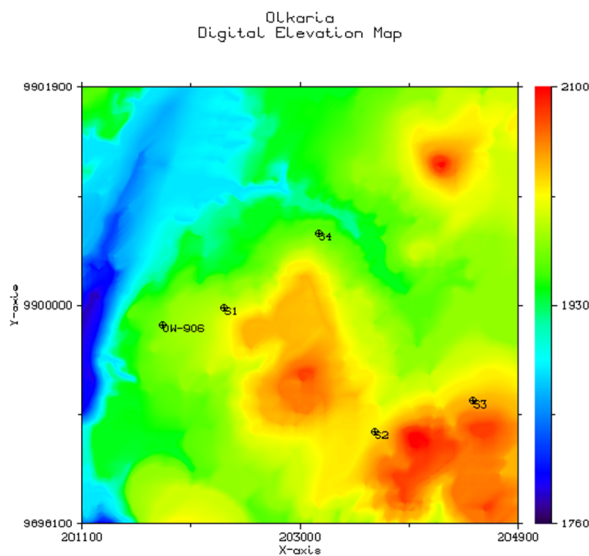 Olkaria
Digital Elevation Map
9901900
2100
S4
Y-axis
9900000
S1
1930
OW-906
S3
S2
9898100
1760
201100
203000
204900
X-axis